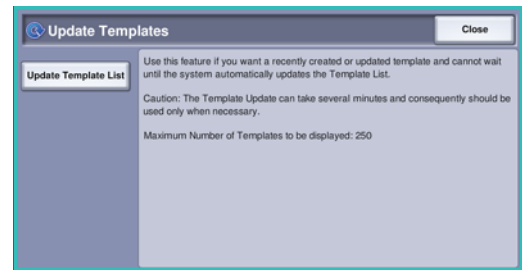 Update Templates
Close
Update Template List
Use this feature if you want a recently created or updated template and cannot wait
until the system automatically updates the Template List.
Caution: The Template Update can take several minutes and consequently should be
used only when necessary.
Maximum Number of Templates to be displayed: 250